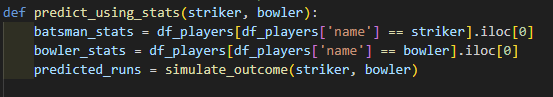 def predict_using_stats(striker, bowler):
    batsman_stats = df_players[df_players['name'] == striker].iloc[0]
    bowler_stats = df_players[df_players['name'] == bowler].iloc[0]
    predicted_runs = simulate_outcome(striker, bowler)